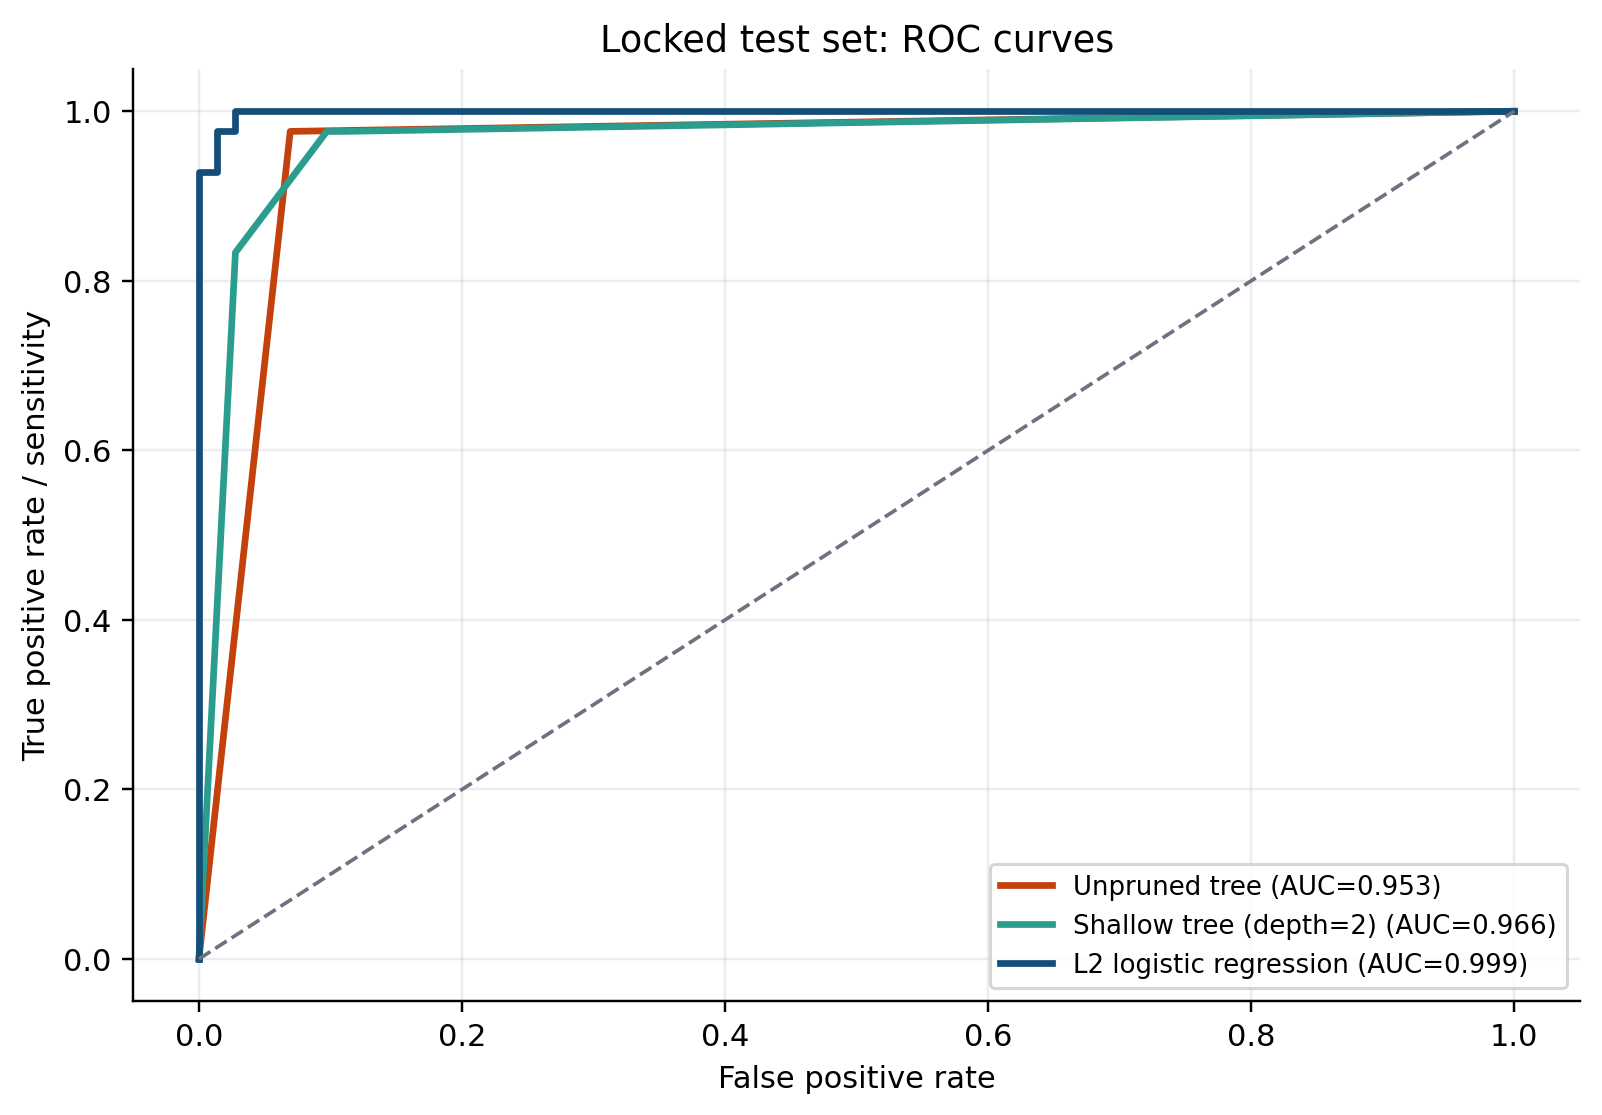 Locked test set: ROC curves
True positive rate / sensitivity
1.0
0.8
0.6
0.4
0.2
0.0
0.0 0.2 0.4 0.6 0.8 1.0
False positive rate
Unpruned tree (AUC=0.953)
Shallow tree (depth=2) (AUC=0.966)
L2 logistic regression (AUC=0.999)